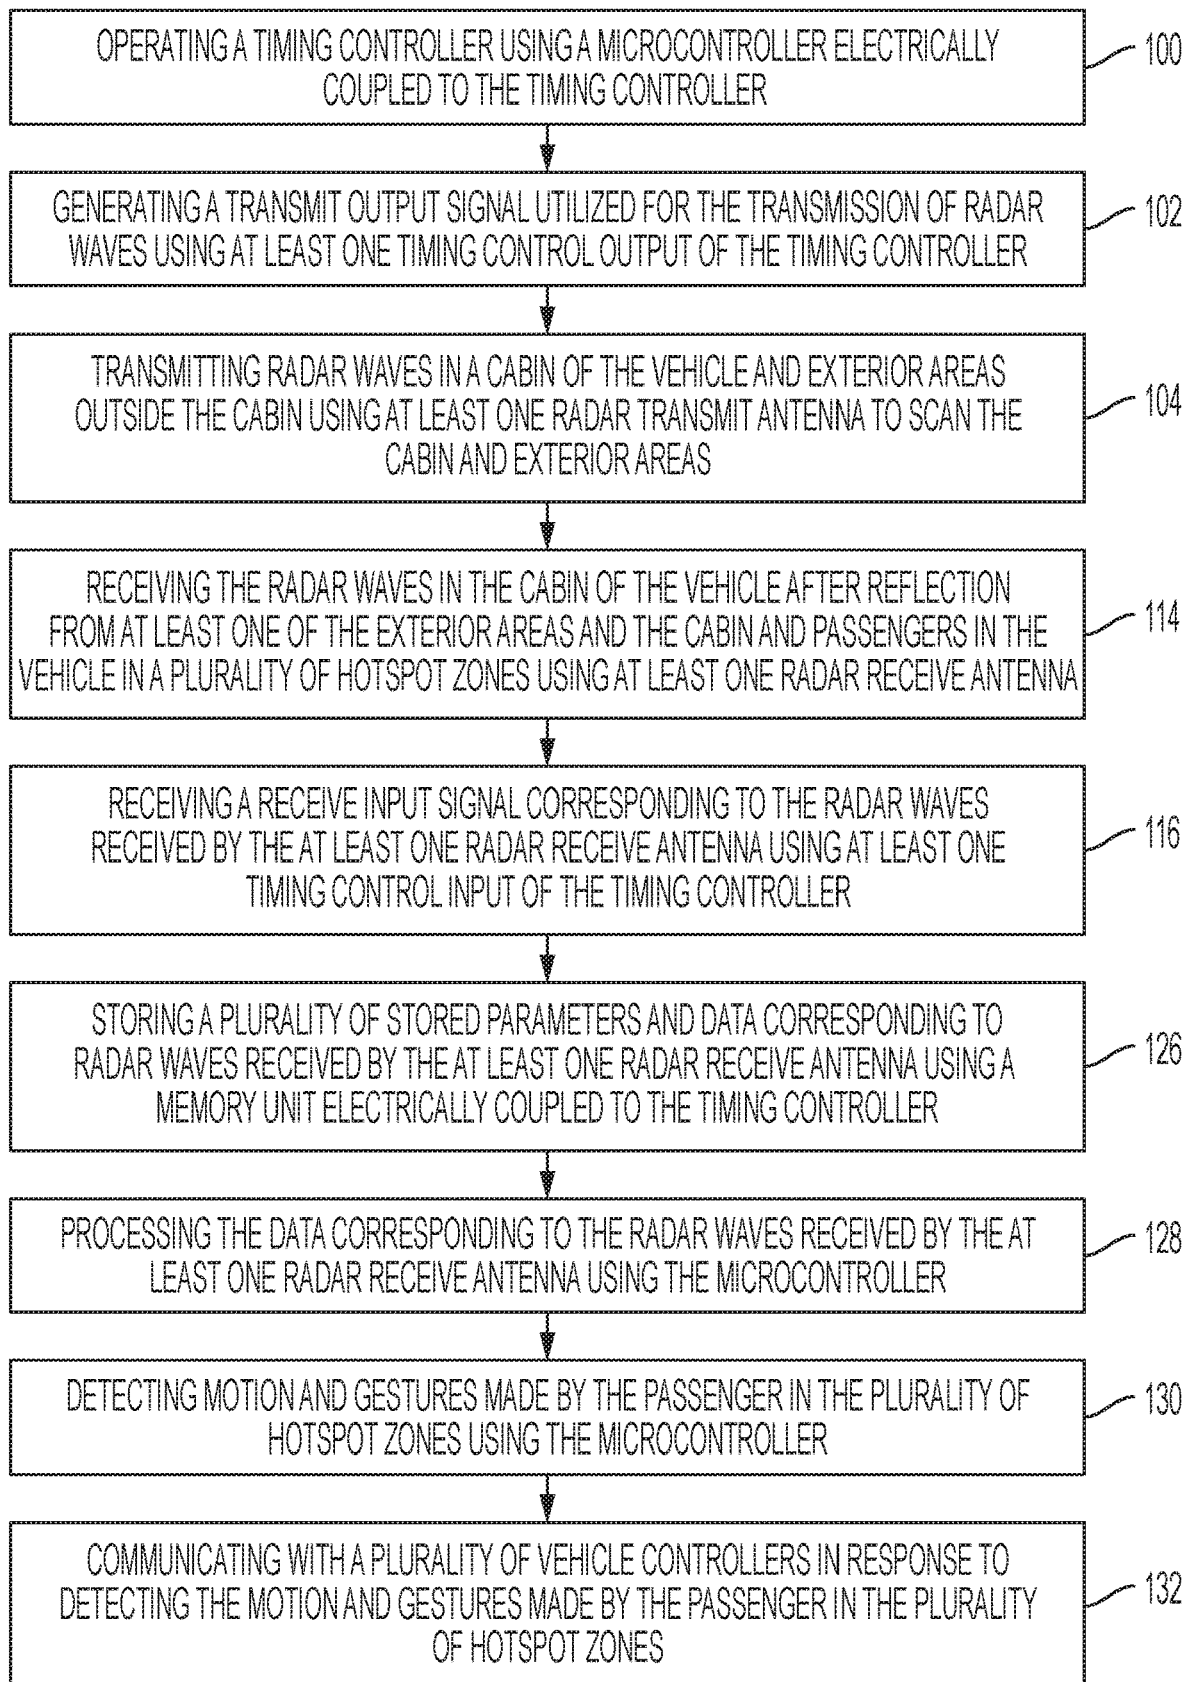 OPERATING A TIMING CONTROLLER USING A MICROCONTROLLER ELECTRICALLY
COUPLED TO THE TIMING CONTROLLER
100
GENERATING A TRANSMIT OUTPUT SIGNAL UTILIZED FOR THE TRANSMISSION OF RADAR
WAVES USING AT LEAST ONE TIMING CONTROL OUTPUT OF THE TIMING CONTROLLER
102
TRANSMITTING RADAR WAVES IN A CABIN OF THE VEHICLE AND EXTERIOR AREAS
OUTSIDE THE CABIN USING AT LEAST ONE RADAR TRANSMIT ANTENNA TO SCAN THE
CABIN AND EXTERIOR AREAS
104
RECEIVING THE RADAR WAVES IN THE CABIN OF THE VEHICLE AFTER REFLECTION
FROM AT LEAST ONE OF THE EXTERIOR AREAS AND THE CABIN AND PASSENGERS IN THE
VEHICLE IN A PLURALITY OF HOTSPOT ZONES USING AT LEAST ONE RADAR RECEIVE ANTENNA
114
RECEIVING A RECEIVE INPUT SIGNAL CORRESPONDING TO THE RADAR WAVES
RECEIVED BY THE AT LEAST ONE RADAR RECEIVE ANTENNA USING AT LEAST ONE
TIMING CONTROL INPUT OF THE TIMING CONTROLLER
116
STORING A PLURALITY OF STORED PARAMETERS AND DATA CORRESPONDING TO
RADAR WAVES RECEIVED BY THE AT LEAST ONE RADAR RECEIVE ANTENNA USING A
MEMORY UNIT ELECTRICALLY COUPLED TO THE TIMING CONTROLLER
126
PROCESSING THE DATA CORRESPONDING TO THE RADAR WAVES RECEIVED BY THE AT
LEAST ONE RADAR RECEIVE ANTENNA USING THE MICROCONTROLLER
128
DETECTING MOTION AND GESTURES MADE BY THE PASSENGER IN THE PLURALITY OF
HOTSPOT ZONES USING THE MICROCONTROLLER
130
COMMUNICATING WITH A PLURALITY OF VEHICLE CONTROLLERS IN RESPONSE TO
DETECTING THE MOTION AND GESTURES MADE BY THE PASSENGER IN THE PLURALITY
OF HOTSPOT ZONES
132